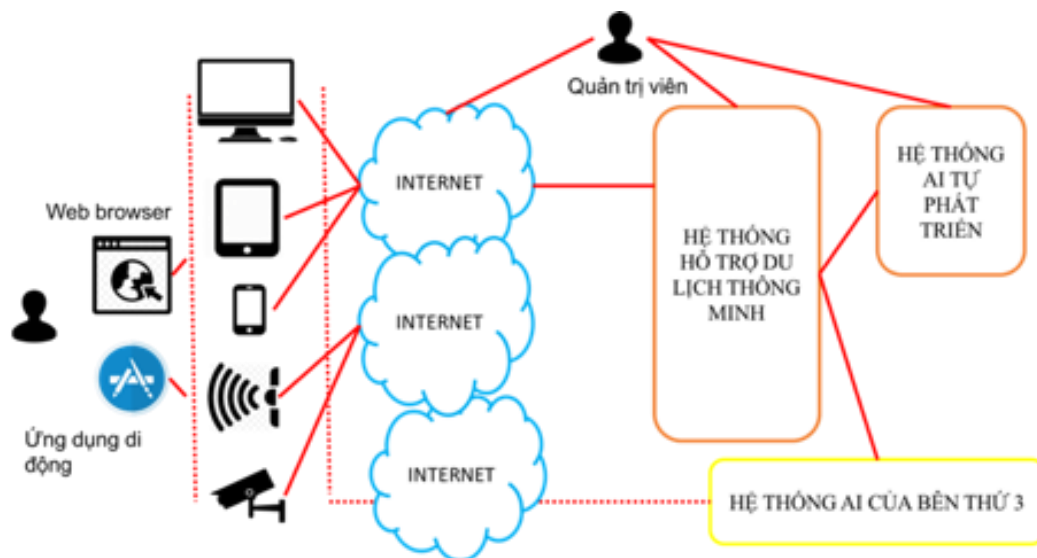 Quản trị viên
Web browser
Ứng dụng di
động
INTERNET
INTERNET
INTERNET
HỆ THỐNG
HỖ TRỢ DU
LỊCH THÔNG
MINH
HỆ THỐNG
AI TỰ
PHÁT
TRIỂN
HỆ THỐNG AI CỦA BÊN THỨ 3